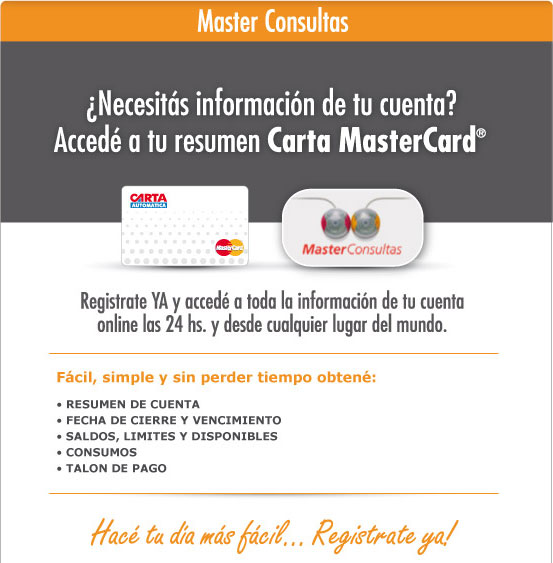 Master Consultas
¿Necesitás información de tu cuenta?
Accedé a tu resumen Carta MasterCard®
CARTA
AUTOMATICA
MasterCard
MasterConsultas
Registrate YA y accedé a toda la información de tu cuenta
online las 24 hs. y desde cualquier lugar del mundo.
Fácil, simple y sin perder tiempo obtené:
• RESUMEN DE CUENTA
• FECHA DE CIERRE Y VENCIMIENTO
• SALDOS, LIMITES Y DISPONIBLES
• CONSUMOS
• TALON DE PAGO
Hacé tu día más fácil... Registrate ya!